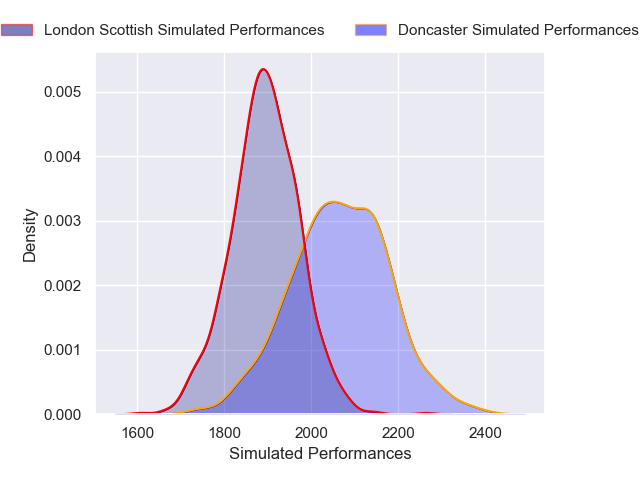 London Scottish Simulated Performances
Doncaster Simulated Performances
0.005
0.004
0.003
0.002
0.001
0.000
Density
1600
1800
2000
2200
2400
Simulated Performances